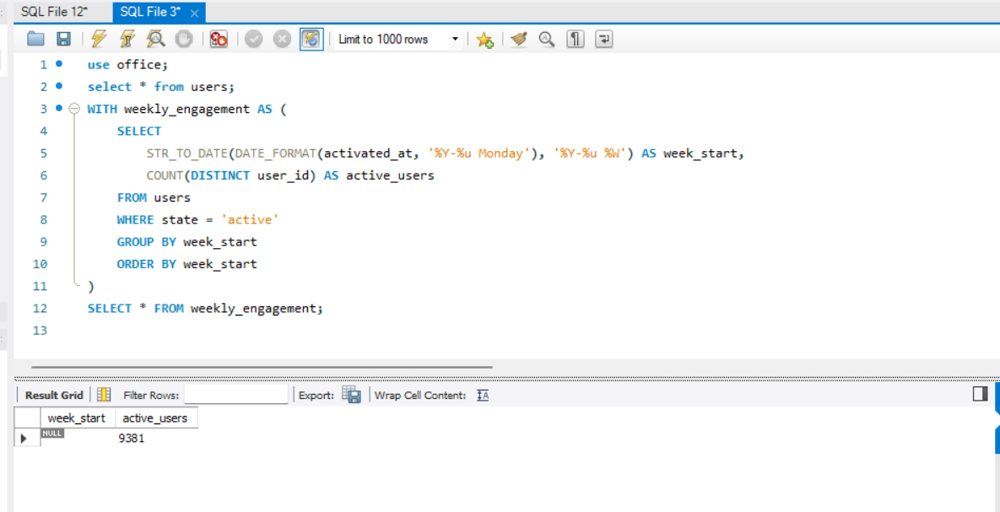 SQL File 12*
SQL File 3*
Limit to 1000 rows
1 use office;
2 select * from users;
3 WITH weekly_engagement AS (
4 SELECT
5 STR_TO_DATE(DATE_FORMAT(activated_at, '%Y-%u Monday'), '%Y-%u %W') AS week_start,
6 COUNT(DISTINCT user_id) AS active_users
7 FROM users
8 WHERE state = 'active'
9 GROUP BY week_start
10 ORDER BY week_start
11 )
12 SELECT * FROM weekly_engagement;
13
Result Grid Filter Rows: Export: Wrap Cell Content:
week_start active_users
NULL 9381